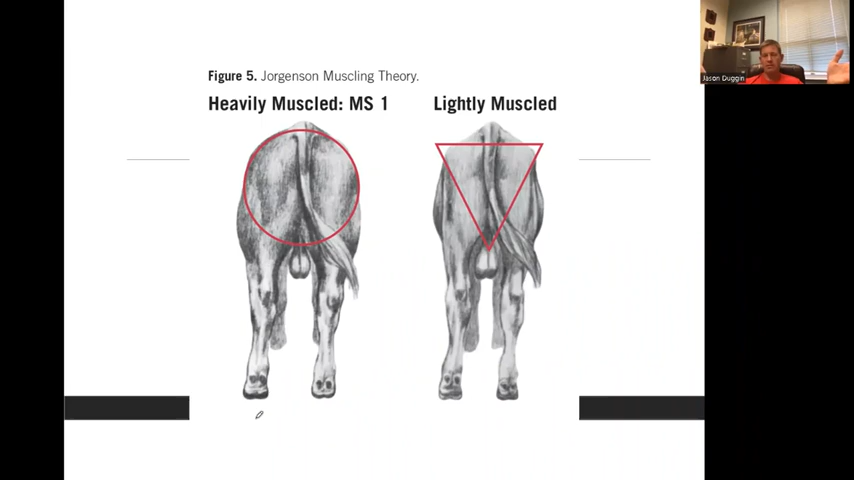 Figure 5. Jorgenson Muscling Theory.
Heavily Muscled: MS 1
Lightly Muscled
Jason Duggin